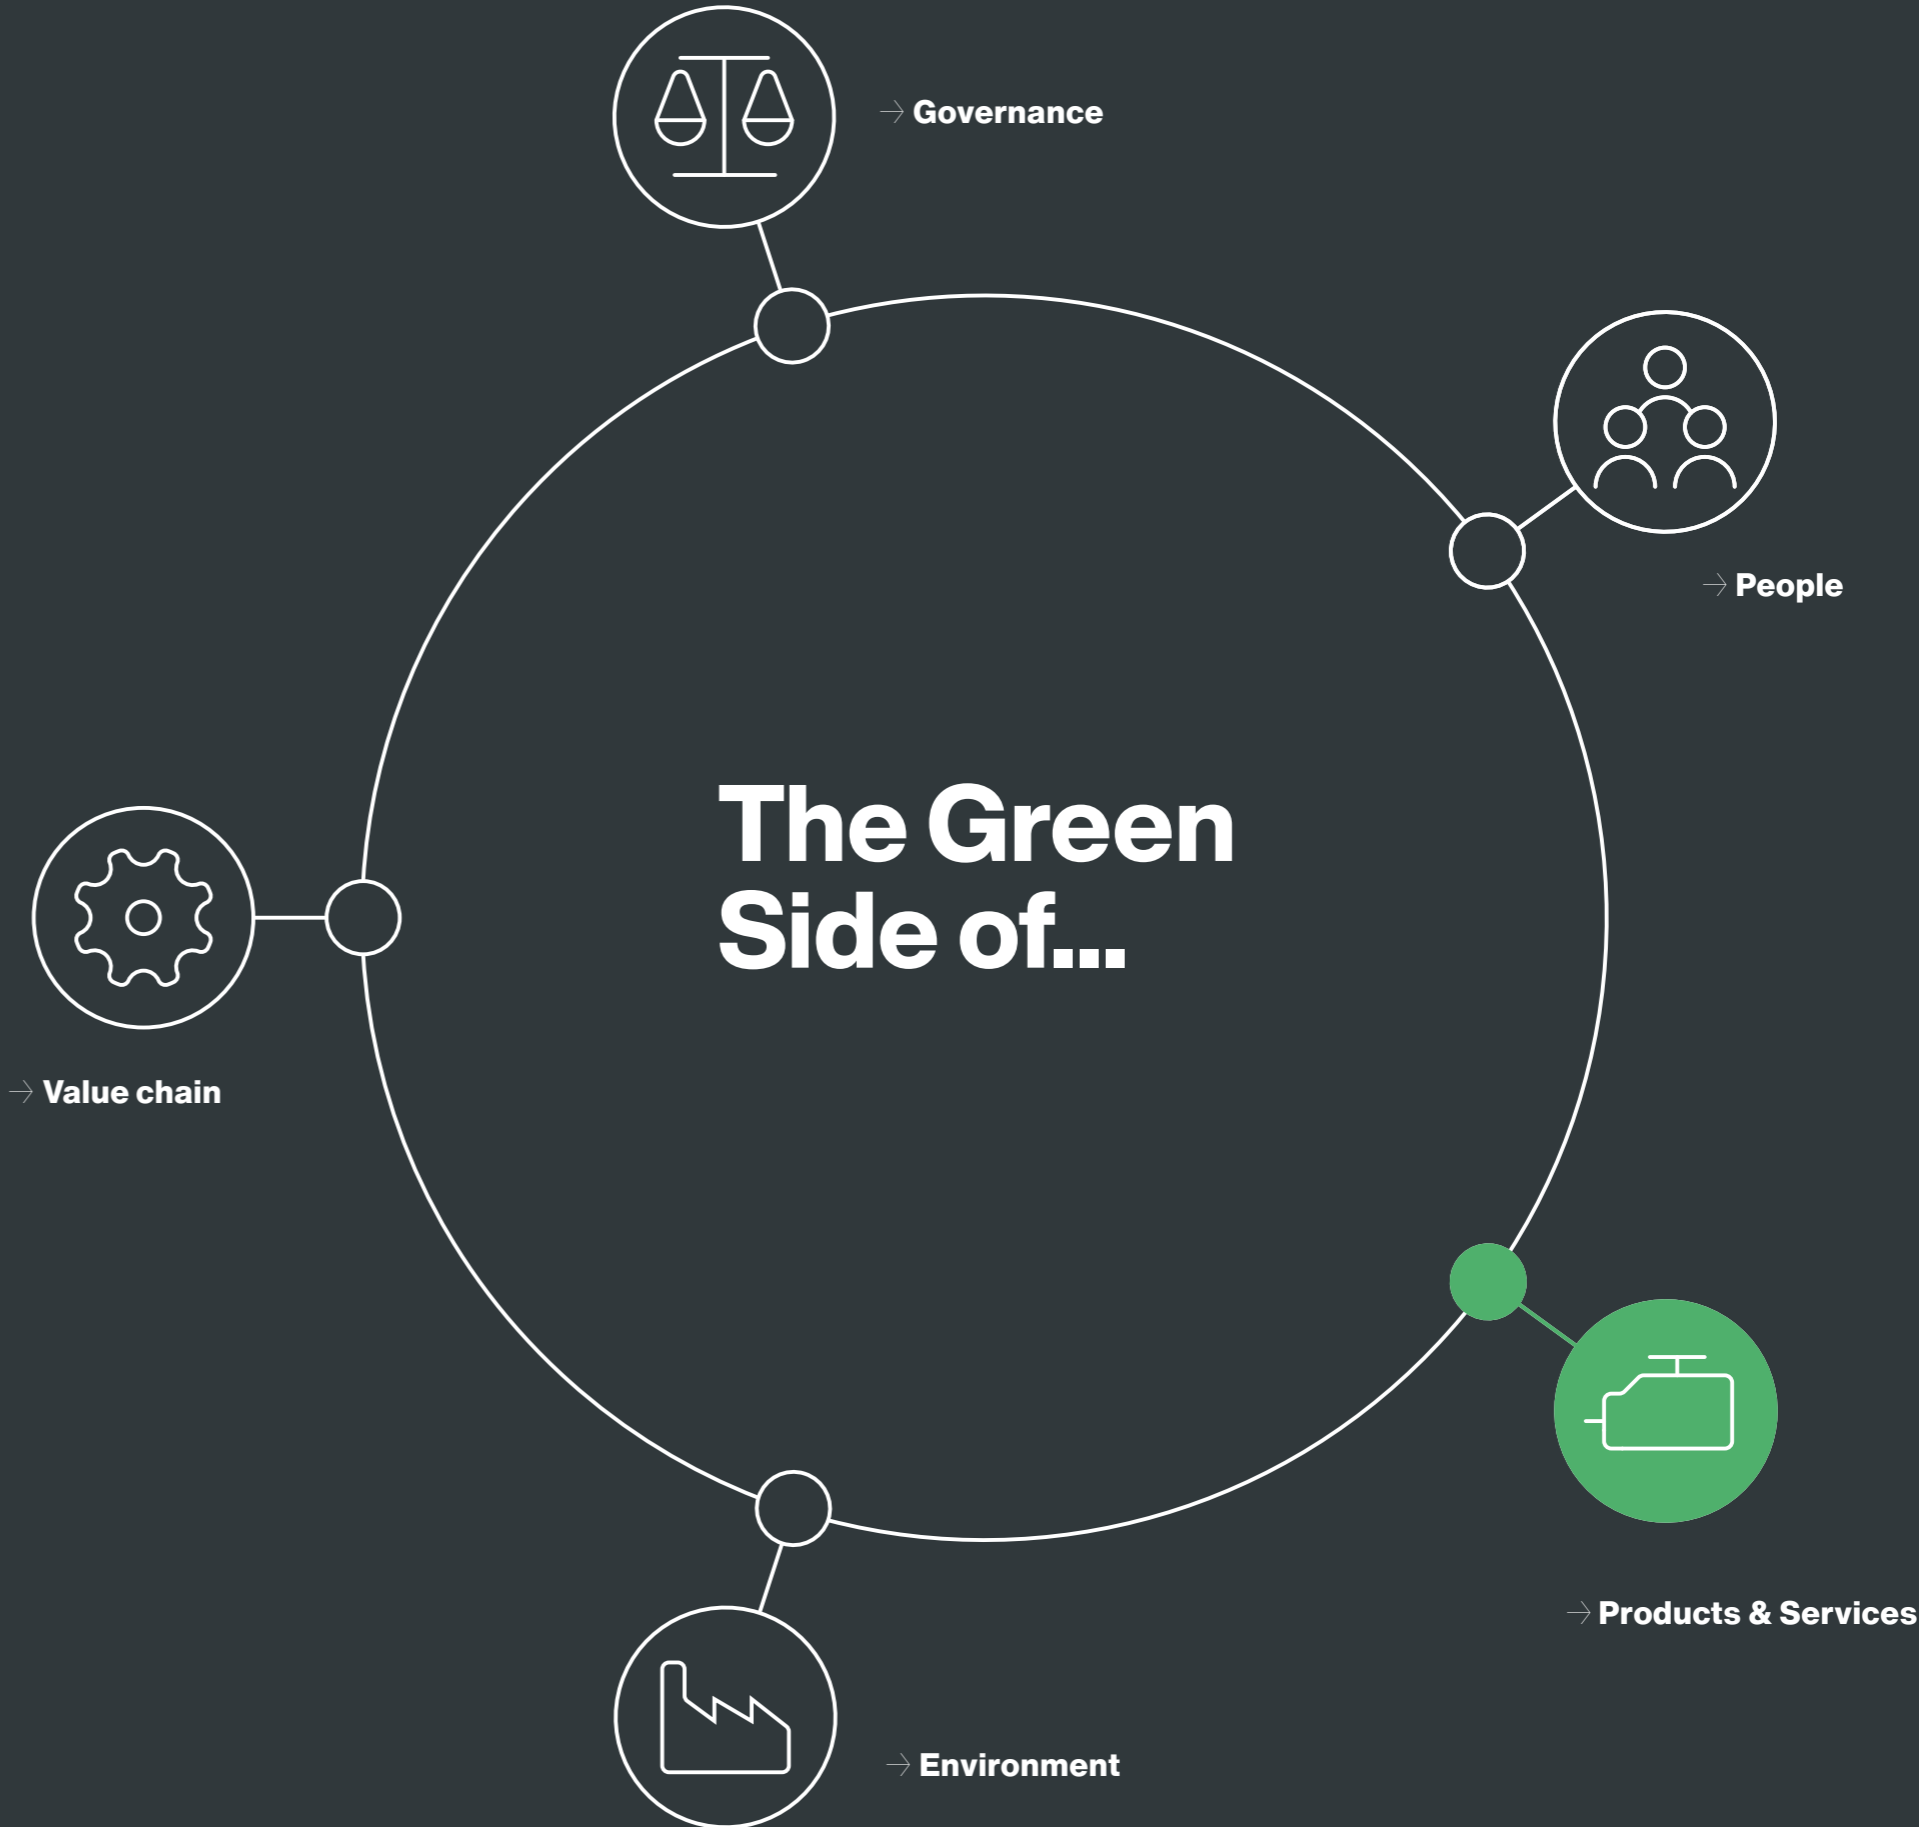 → Governance
→ People
The Green
Side of...
→ Value chain
→ Products & Services
→ Environment